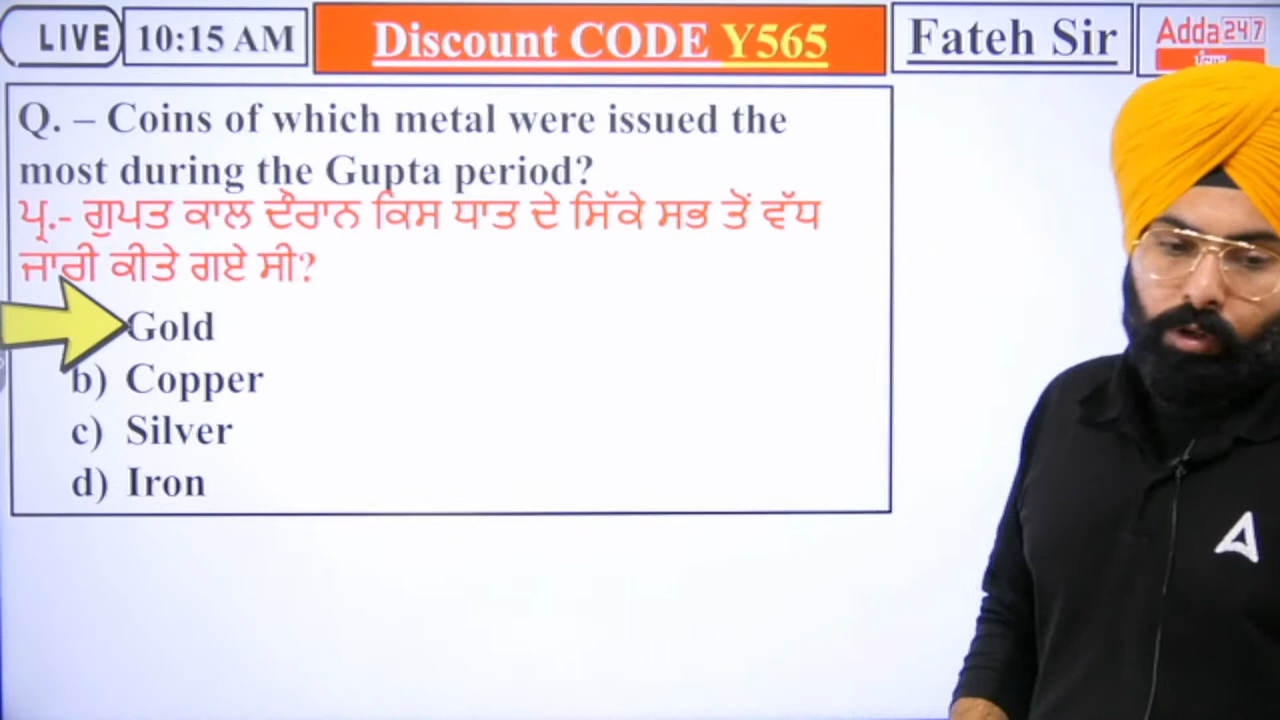 LIVE
10:15 AM
Discount CODE Y565
Fateh Sir
Adda247
ਪੰਜਾਬ
Q. – Coins of which metal were issued the
most during the Gupta period?
ਪ੍ਰ.- ਗੁਪਤ ਕਾਲ ਦੌਰਾਨ ਕਿਸ ਧਾਤ ਦੇ ਸਿੱਕੇ ਸਭ ਤੋਂ ਵੱਧ
ਜਾਰੀ ਕੀਤੇ ਗਏ ਸੀ?
Gold
b) Copper
c) Silver
d) Iron